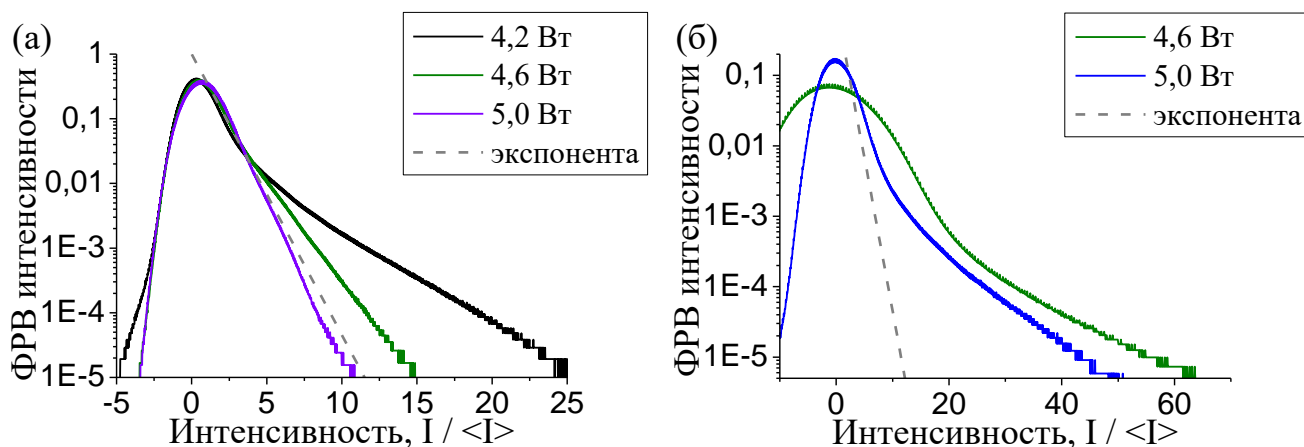 (а)
4,2 Вт
4,6 Вт
5,0 Вт
экспонента
ФРВ интенсивности
1
0,1
0,01
1E-3
1E-4
1E-5
-5 0 5 10 15 20 25
Интенсивность, I / <I>
(б)
4,6 Вт
5,0 Вт
экспонента
ФРВ интенсивности
0,1
0,01
1E-3
1E-4
1E-5
0 20 40 60
Интенсивность, I / <I>